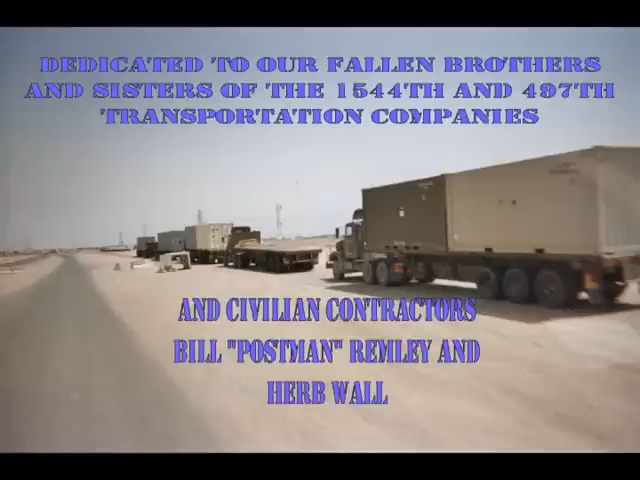 DEDICATED TO OUR FALLEN BROTHERS
AND SISTERS OF THE 1544TH AND 497TH
TRANSPORTATION COMPANIES
AND CIVILIAN CONTRACTORS
BILL "POSTMAN" REMLEY AND
HERB WALL